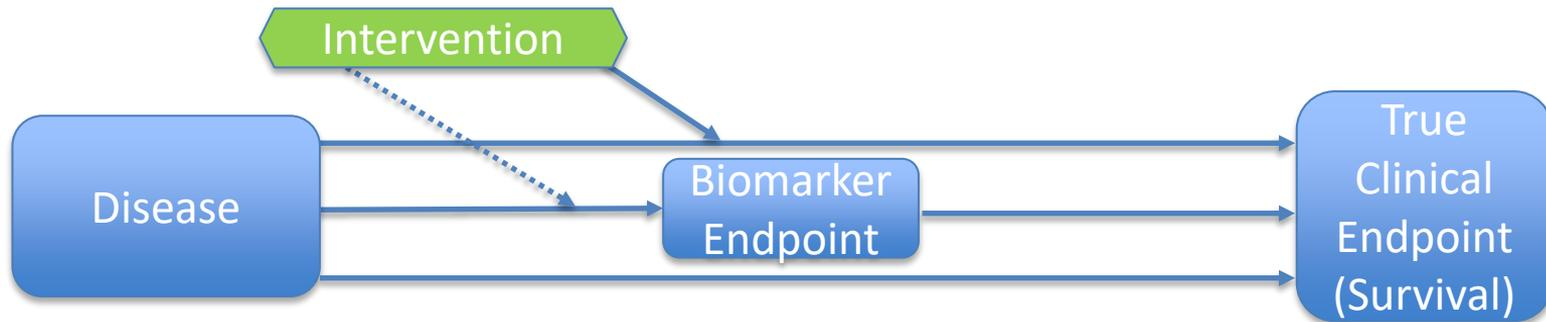 Intervention
Disease
Biomarker
Endpoint
True
Clinical
Endpoint
(Survival)